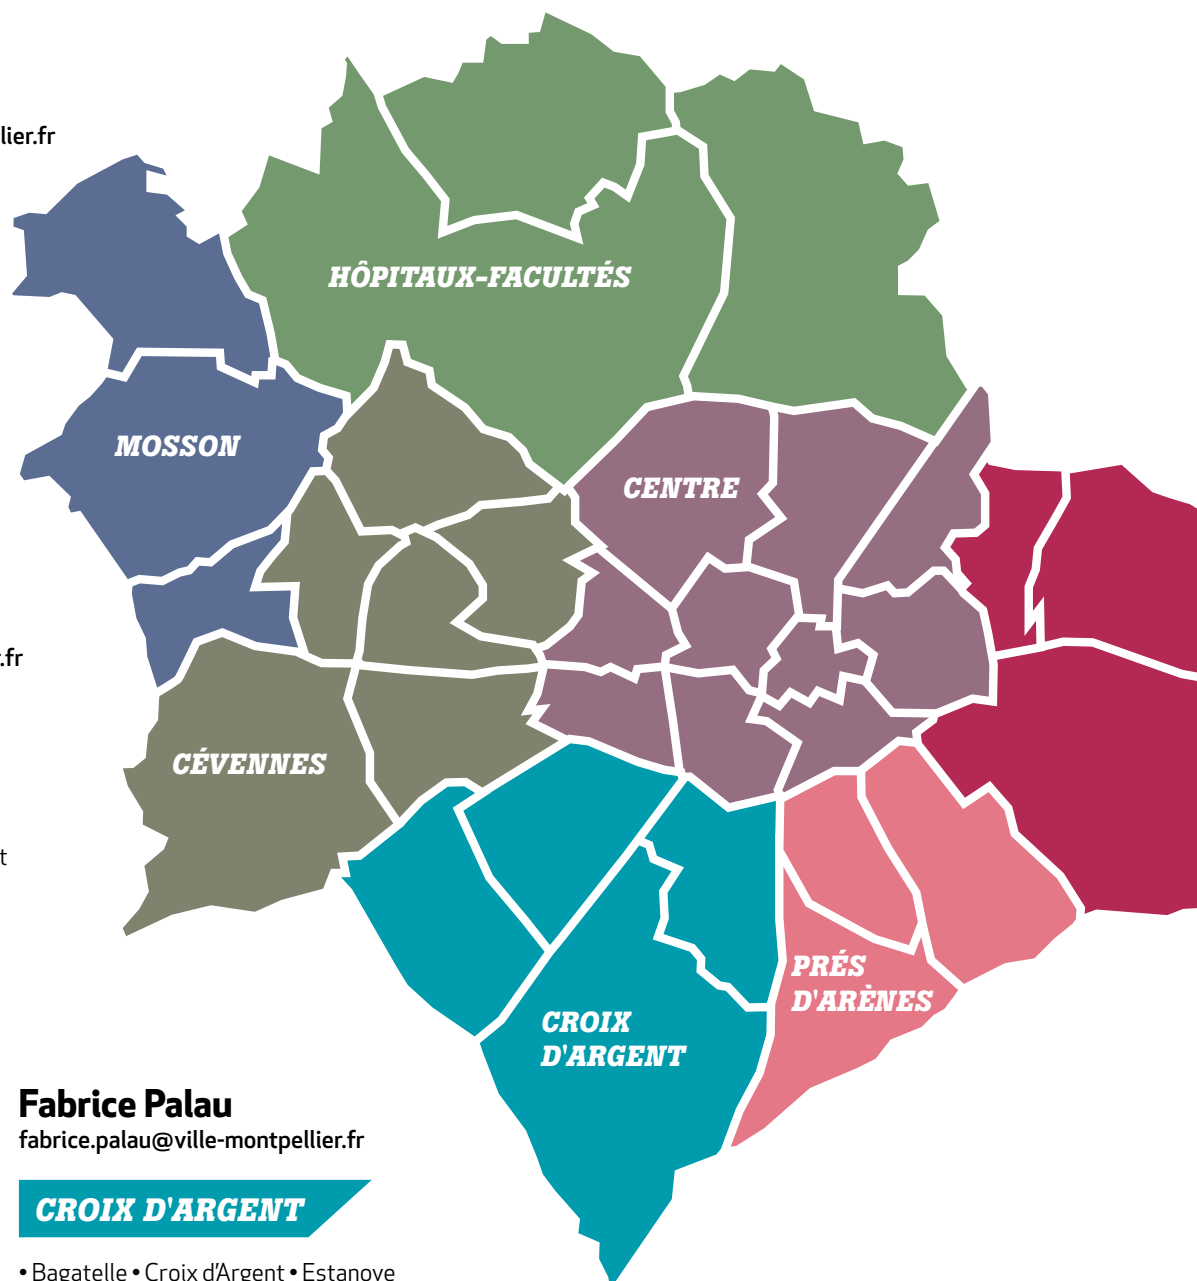 lier.fr
HÔPITAUX-FACULTÉS
MOSSON
CENTRE
.fr
CÉVENNES
t
PRÉS
D'ARÈNES
CROIX
D'ARGENT
Fabrice Palau
fabrice.palau@ville-montpellier.fr
CROIX D'ARGENT
• Bagatelle • Croix d'Argent • Estanove